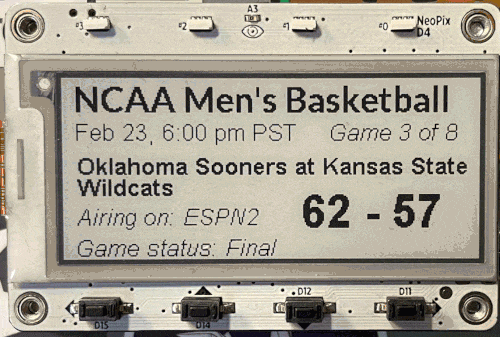 A3
#3 #2 #1 #0 NeoPix
D4
NCAA Men's Basketball
Feb 23, 6:00 pm PST Game 3 of 8
Oklahoma Sooners at Kansas State
Wildcats
Airing on: ESPN2 62 - 57
Game status: Final
D15 D14 D12 D11